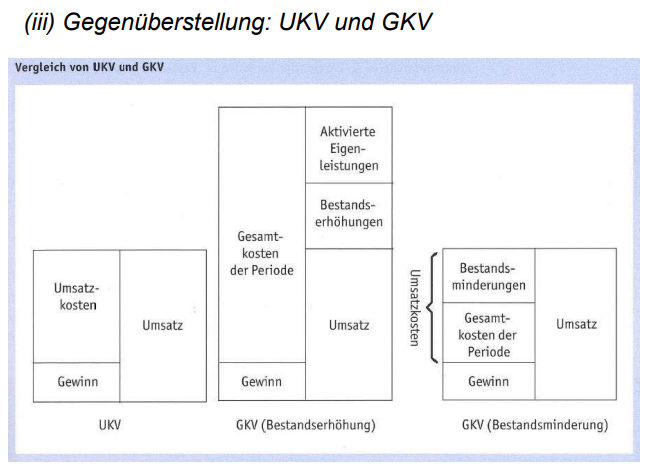 (iii) Gegenüberstellung: UKV und GKV
Vergleich von UKV und GKV
Umsatz-
kosten
Gewinn
Umsatz
UKV
Gesamt-
kosten
der Periode
Gewinn
Aktivierte
Eigen-
leistungen
Bestands-
erhöhungen
Umsatz
GKV (Bestandserhöhung)
Umsatzkosten
Bestands-
minderungen
Gesamt-
kosten der
Periode
Gewinn
Umsatz
GKV (Bestandsminderung)